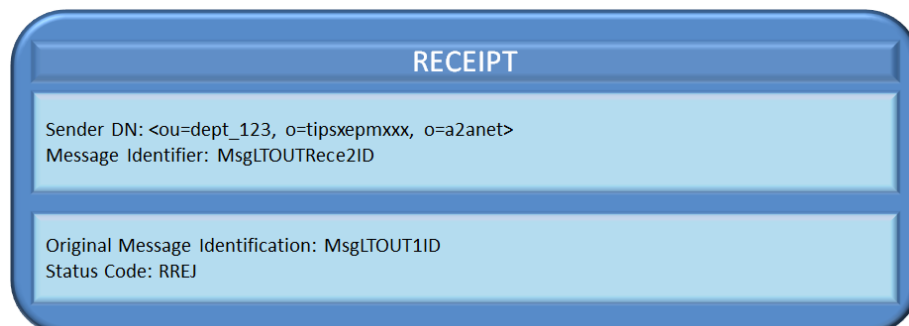 RECEIPT
Sender DN: <ou=dept_123, o=tipsxepmxxx, o=a2anet>
Message Identifier: MsgLTOUTRece2ID
Original Message Identification: MsgLTOUT1ID
Status Code: RREJ